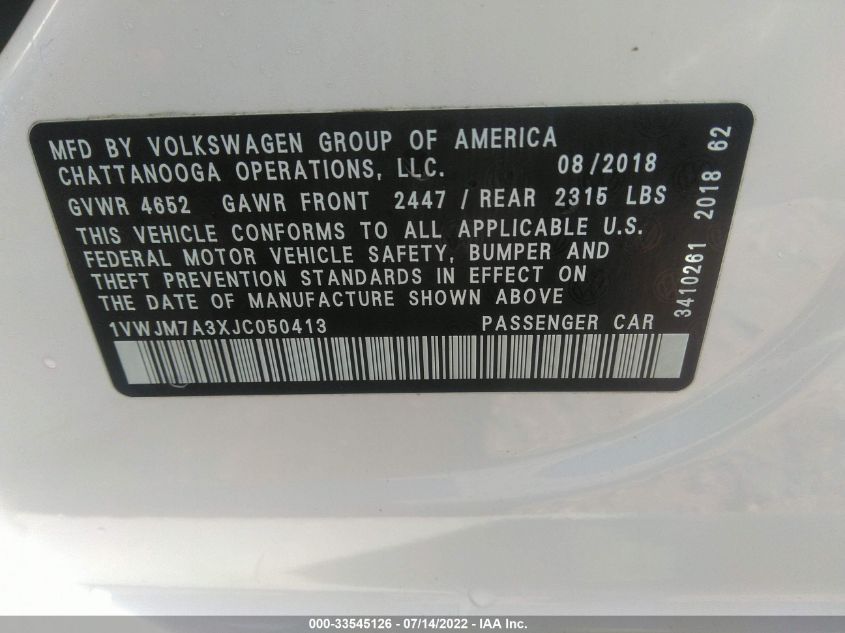 MFD BY VOLKSWAGEN GROUP OF AMERICA
CHATTANOOGA OPERATIONS, LLC. 08/2018
GVWR 4652 GAWR FRONT 2447 / REAR 2315 LBS
THIS VEHICLE CONFORMS TO ALL APPLICABLE U.S.
FEDERAL MOTOR VEHICLE SAFETY, BUMPER AND
THEFT PREVENTION STANDARDS IN EFFECT ON
THE DATE OF MANUFACTURE SHOWN ABOVE
1VWJM7A3XJC050413 PASSENGER CAR
3410261 2018 62
000-33545126 - 07/14/2022 - IAAI.com